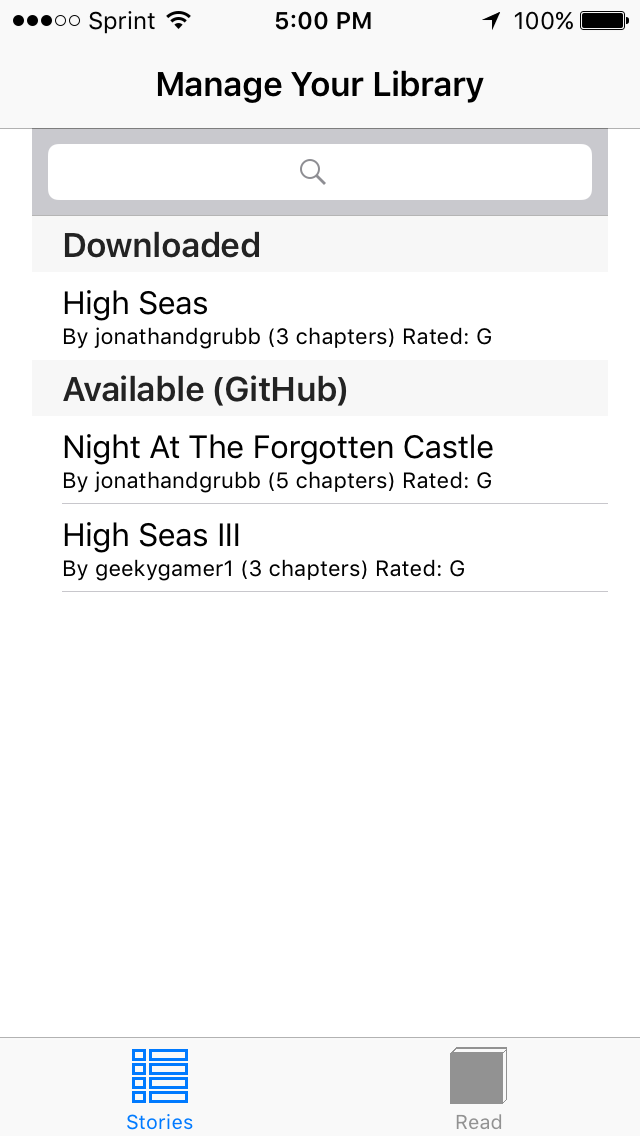 Sprint 5:00 PM 100%
Manage Your Library
Downloaded
High Seas
By jonathandgrubb (3 chapters) Rated: G
Available (GitHub)
Night At The Forgotten Castle
By jonathandgrubb (5 chapters) Rated: G
High Seas III
By geekygamer1 (3 chapters) Rated: G
Stories Read